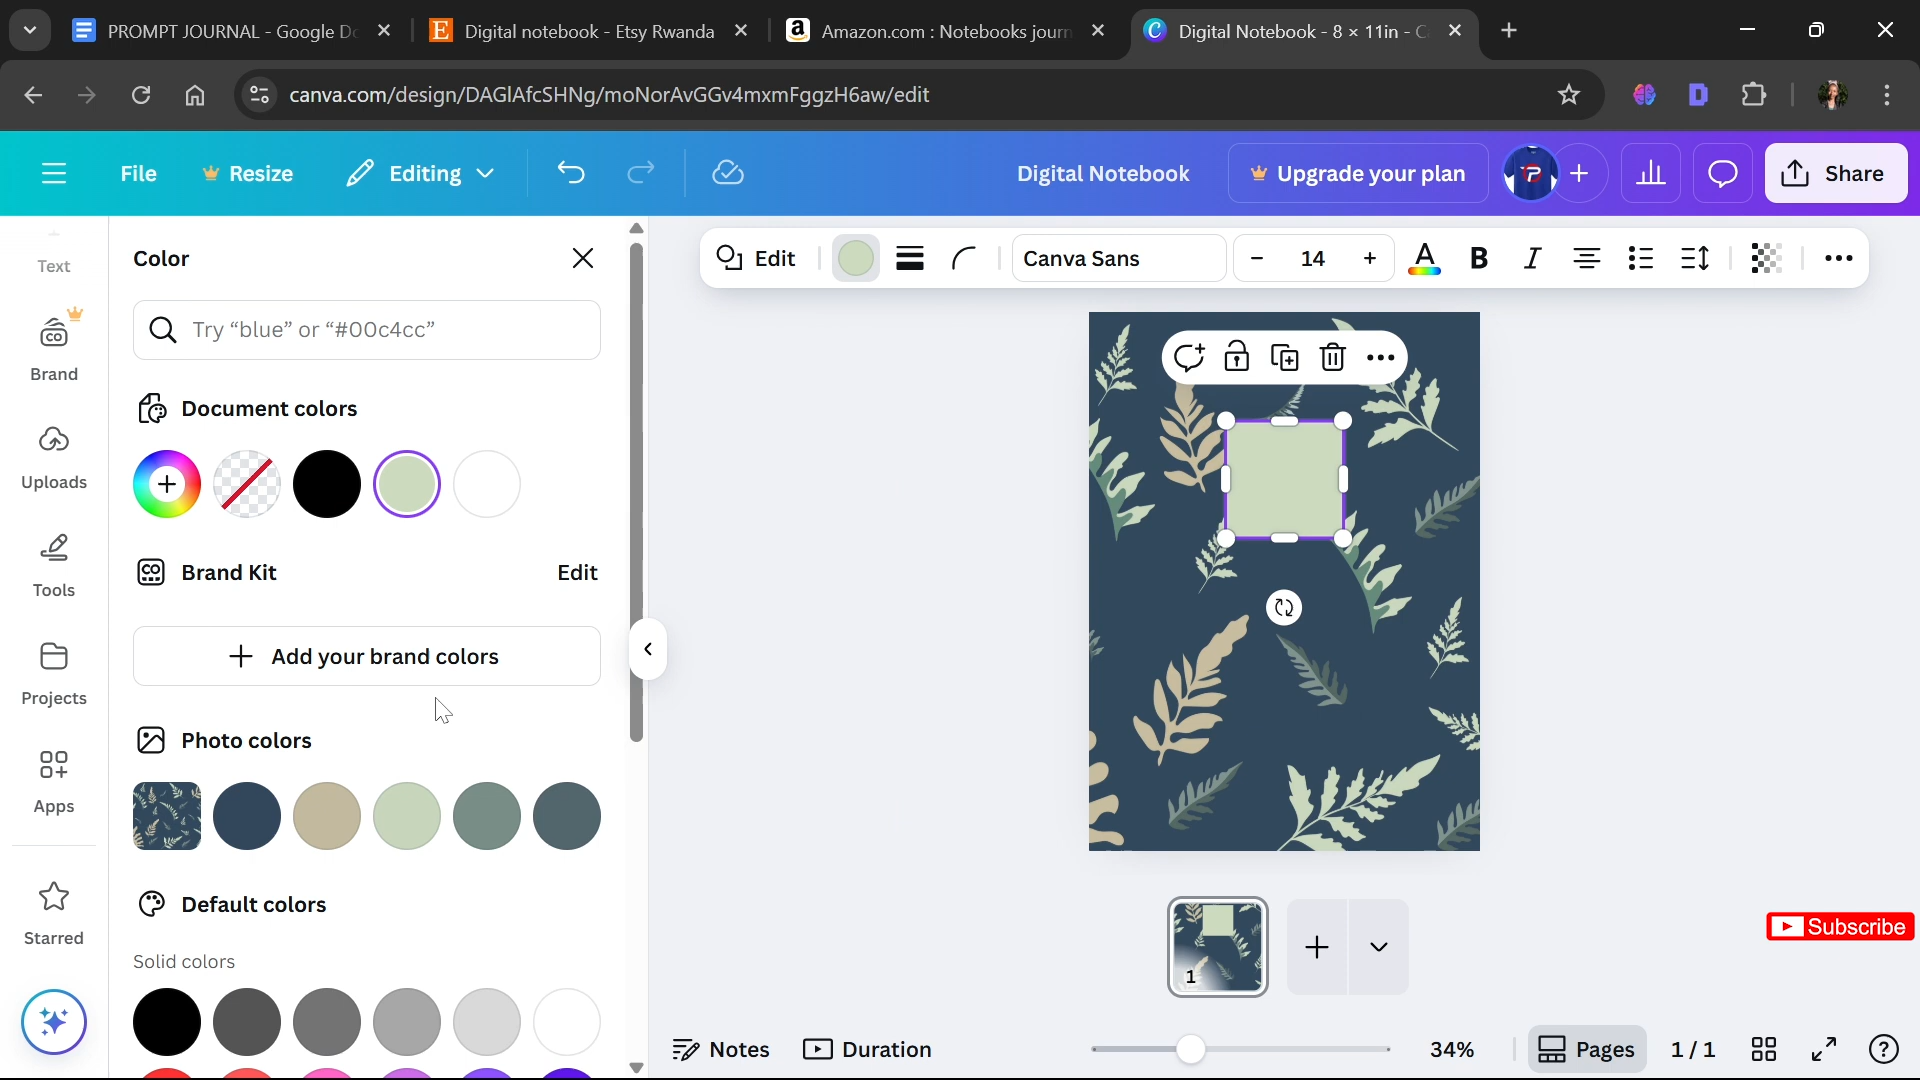 PROMPT JOURNAL - Google D
Digital notebook - Etsy Rwanda
Amazon.com : Notebooks journ
Digital Notebook - 8 × 11in - C
canva.com/design/DAGlAfcSHNg/moNorAvGGv4mxmFggzH6aw/edit
File
Resize
Editing
Digital Notebook
Upgrade your plan
Share
Text
Brand
Uploads
Tools
Projects
Apps
Starred
Color
Try “blue” or “#00c4cc”
Document colors
Brand Kit
Edit
Add your brand colors
Photo colors
Default colors
Solid colors
Edit
Canva Sans
14
1
Subscribe
Notes
Duration
34%
Pages
1 / 1